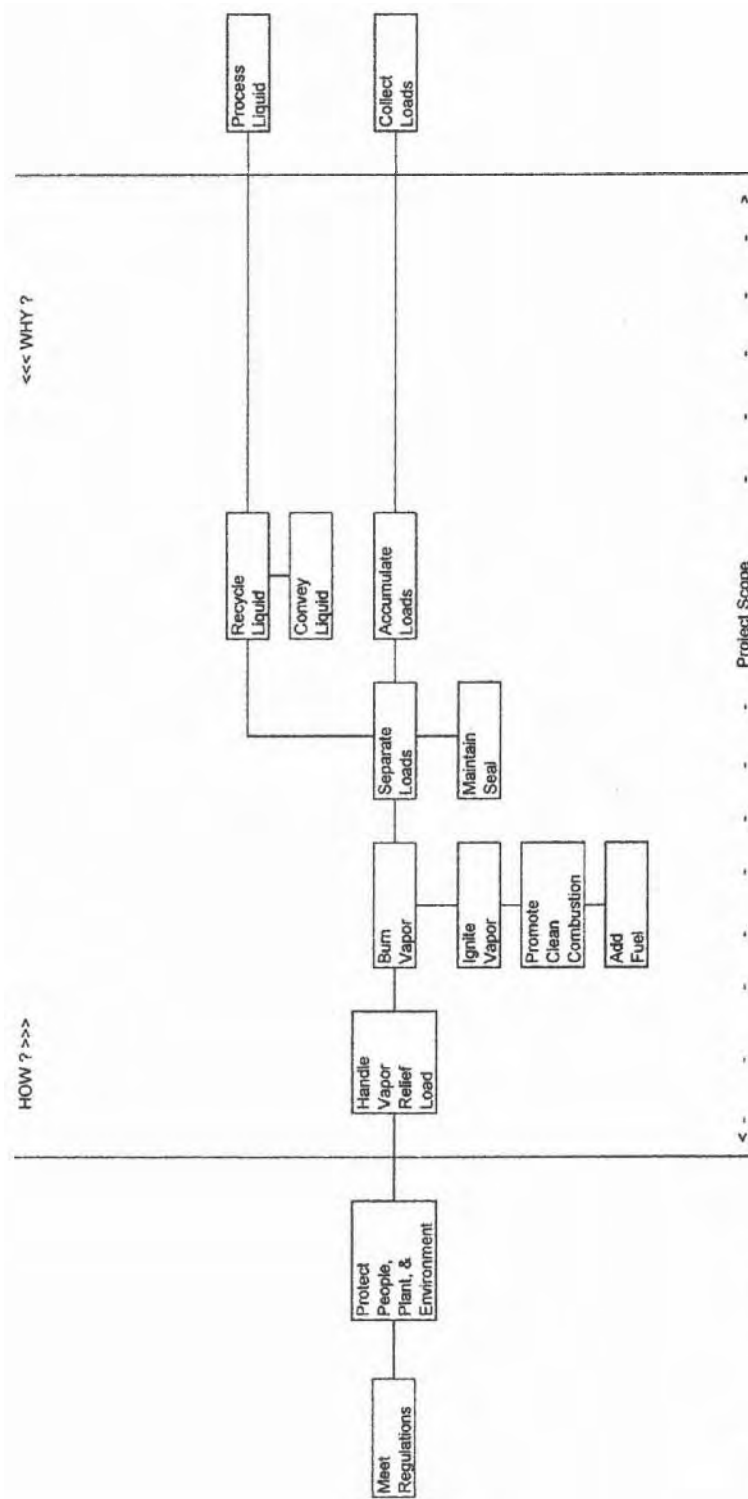 HOW ? >>>
<<< WHY ?
Meet
Regulations
Protect
People,
Plant, &
Environment
Handle
Vapor
Relief
Load
Burn
Vapor
Ignite
Vapor
Promote
Clean
Combustion
Add
Fuel
Separate
Loads
Maintain
Seal
Recycle
Liquid
Convey
Liquid
Accumulate
Loads
Process
Liquid
Collect
Loads
< - - - - - - - - Project Scope - - - - - - >